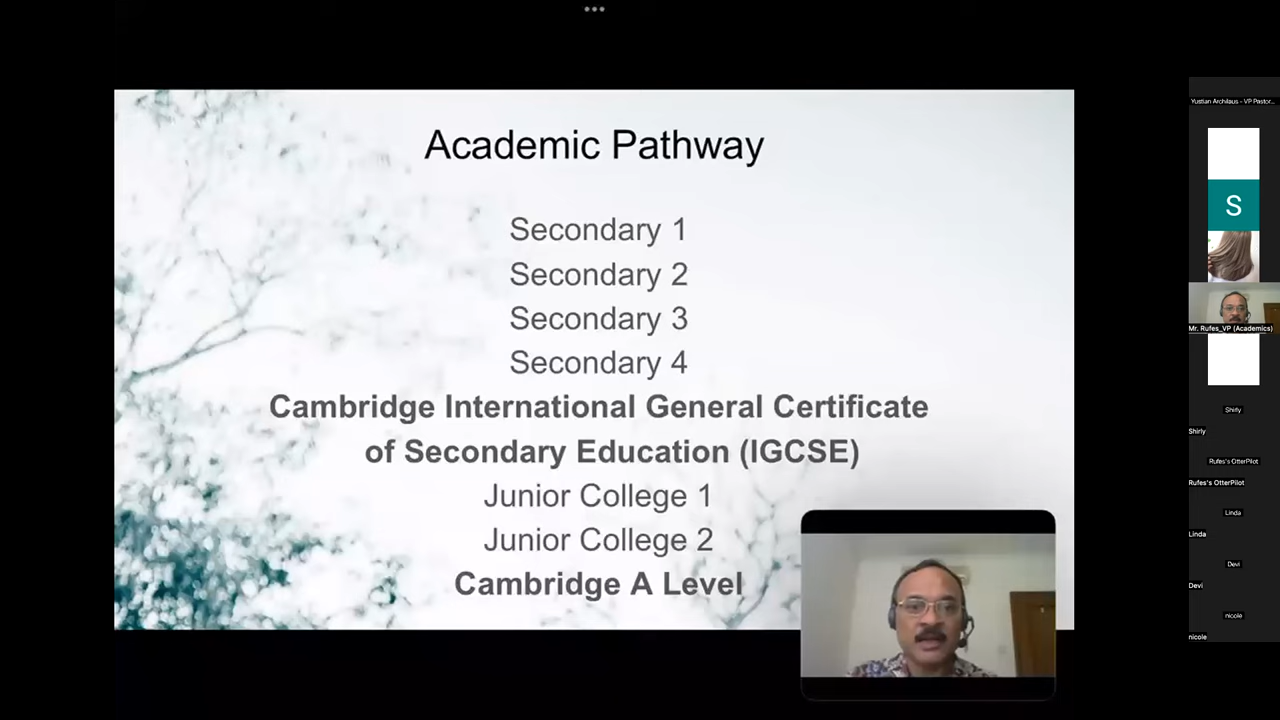 Academic Pathway
Secondary 1
Secondary 2
Secondary 3
Secondary 4
Cambridge International General Certificate
of Secondary Education (IGCSE)
Junior College 1
Junior College 2
Cambridge A Level
Yustian Archilaus - VP Pastor...
S
Mr. Rufes_VP (Academics)
Shirly
Shirly
Rufes's OtterPilot
Rufes's OtterPilot
Linda
Linda
Devi
Devi
nicole
nicole